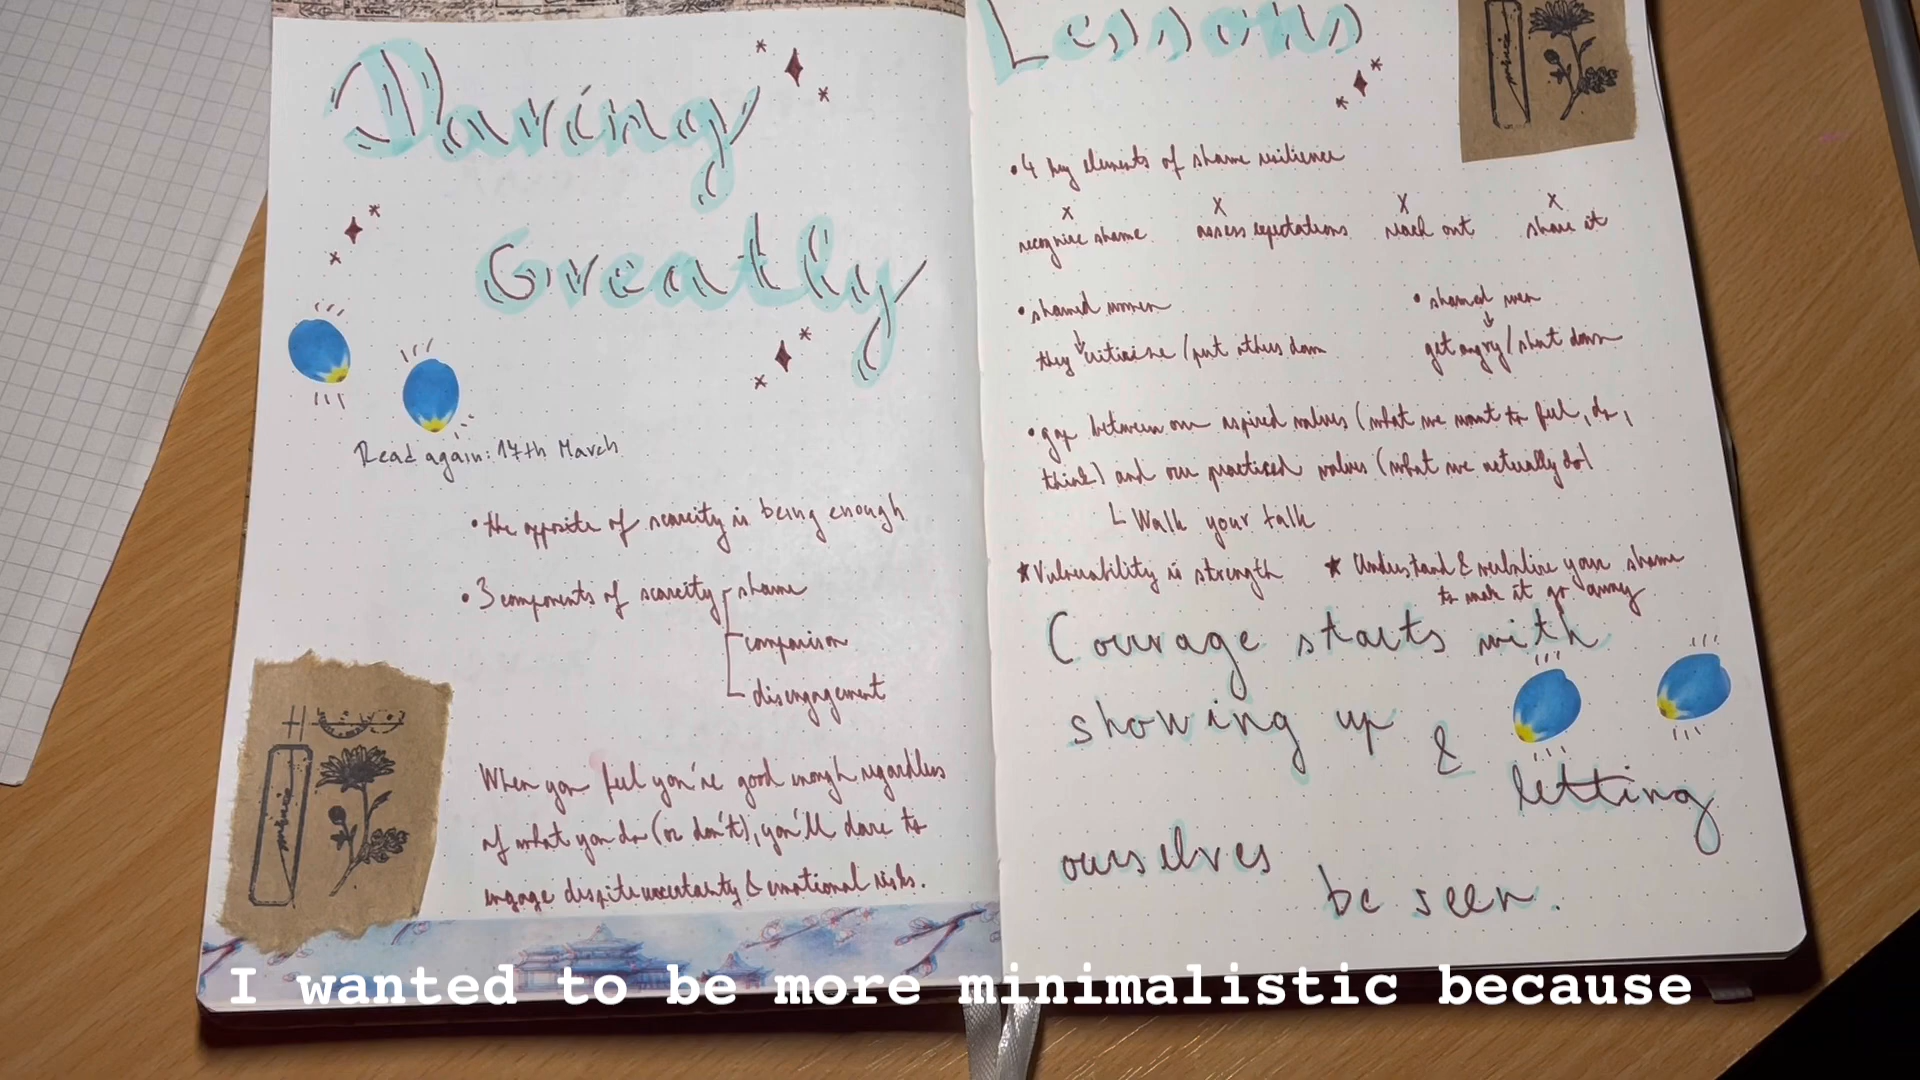 Daring
Greatly
Read again: 17th March
• the opposite of scarcity is being enough
• 3 components of scarcity
shame
comparison
disengagement
When you feel you're good enough regardless
of what you do (or don't), you'll dare to
engage dispite uncertainty & emotional risks.
Lessons
• 4 key elements of shame resilience
x x x x
recognize shame assess expectations reach out share it
• shamed women • shamed men
they criticise / put others down get angry / shut down
• gap between our aspired values (what we want to feel, do,
think) and our practiced values (what we actually do)
Walk your talk
★ Vulnerability is strength ★ Understand & verbalize your shame
to make it go away
Courage starts with
showing up &
letting
ourselves
be seen.
I wanted to be more minimalistic because